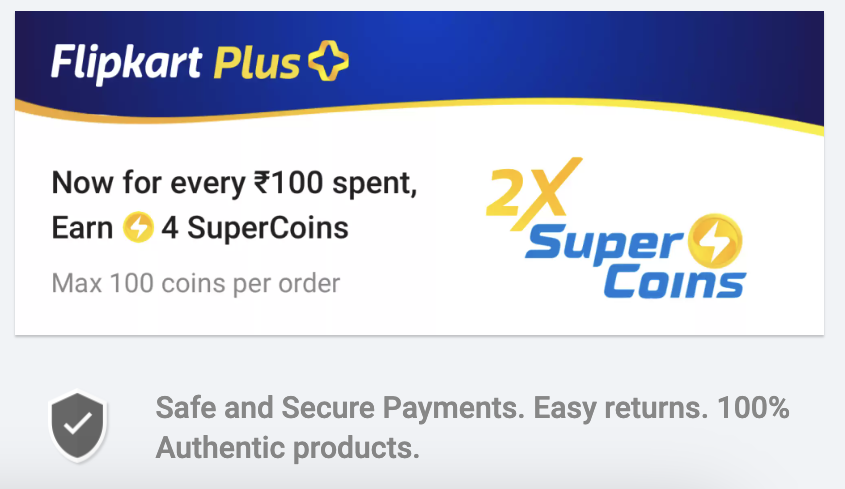 Flipkart Plus
Now for every ₹100 spent,
Earn 4 SuperCoins
Max 100 coins per order
2X
Super
Coins
Safe and Secure Payments. Easy returns. 100%
Authentic products.